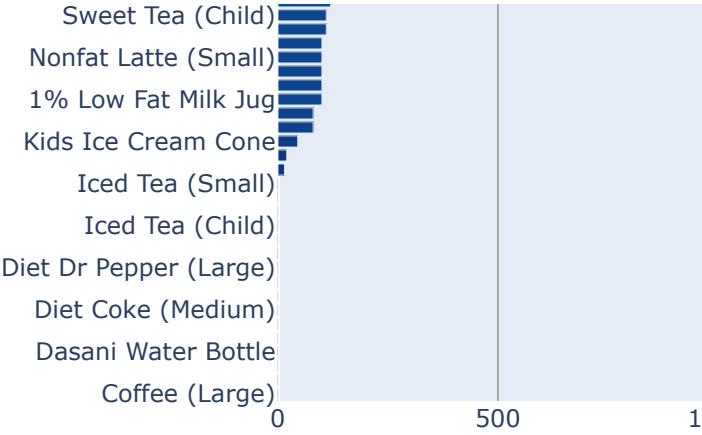 Sweet Tea (Child)
Nonfat Latte (Small)
1% Low Fat Milk Jug
Kids Ice Cream Cone
Iced Tea (Small)
Iced Tea (Child)
Diet Dr Pepper (Large)
Diet Coke (Medium)
Dasani Water Bottle
Coffee (Large)
0 500 1